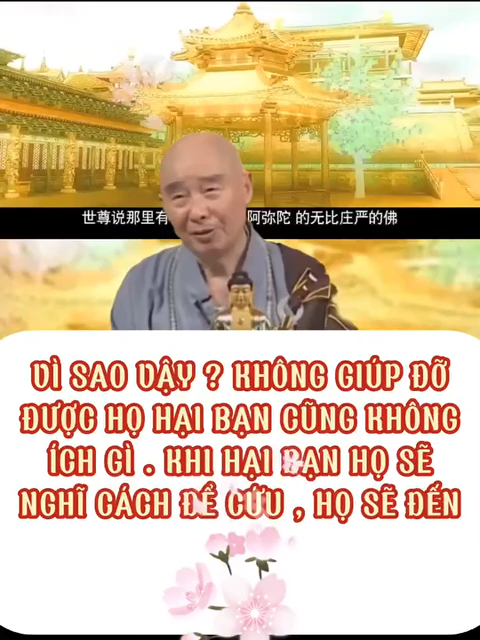 世尊说那里有 阿弥陀 的无比庄严的佛
VÌ SAO VẬY ? KHÔNG GIÚP ĐỠ
ĐƯỢC HỌ HẠI BẠN CŨNG KHÔNG
ÍCH GÌ . KHI HẠI BẠN HỌ SẼ
NGHĨ CÁCH ĐỂ CỨU , HỌ SẼ ĐẾN